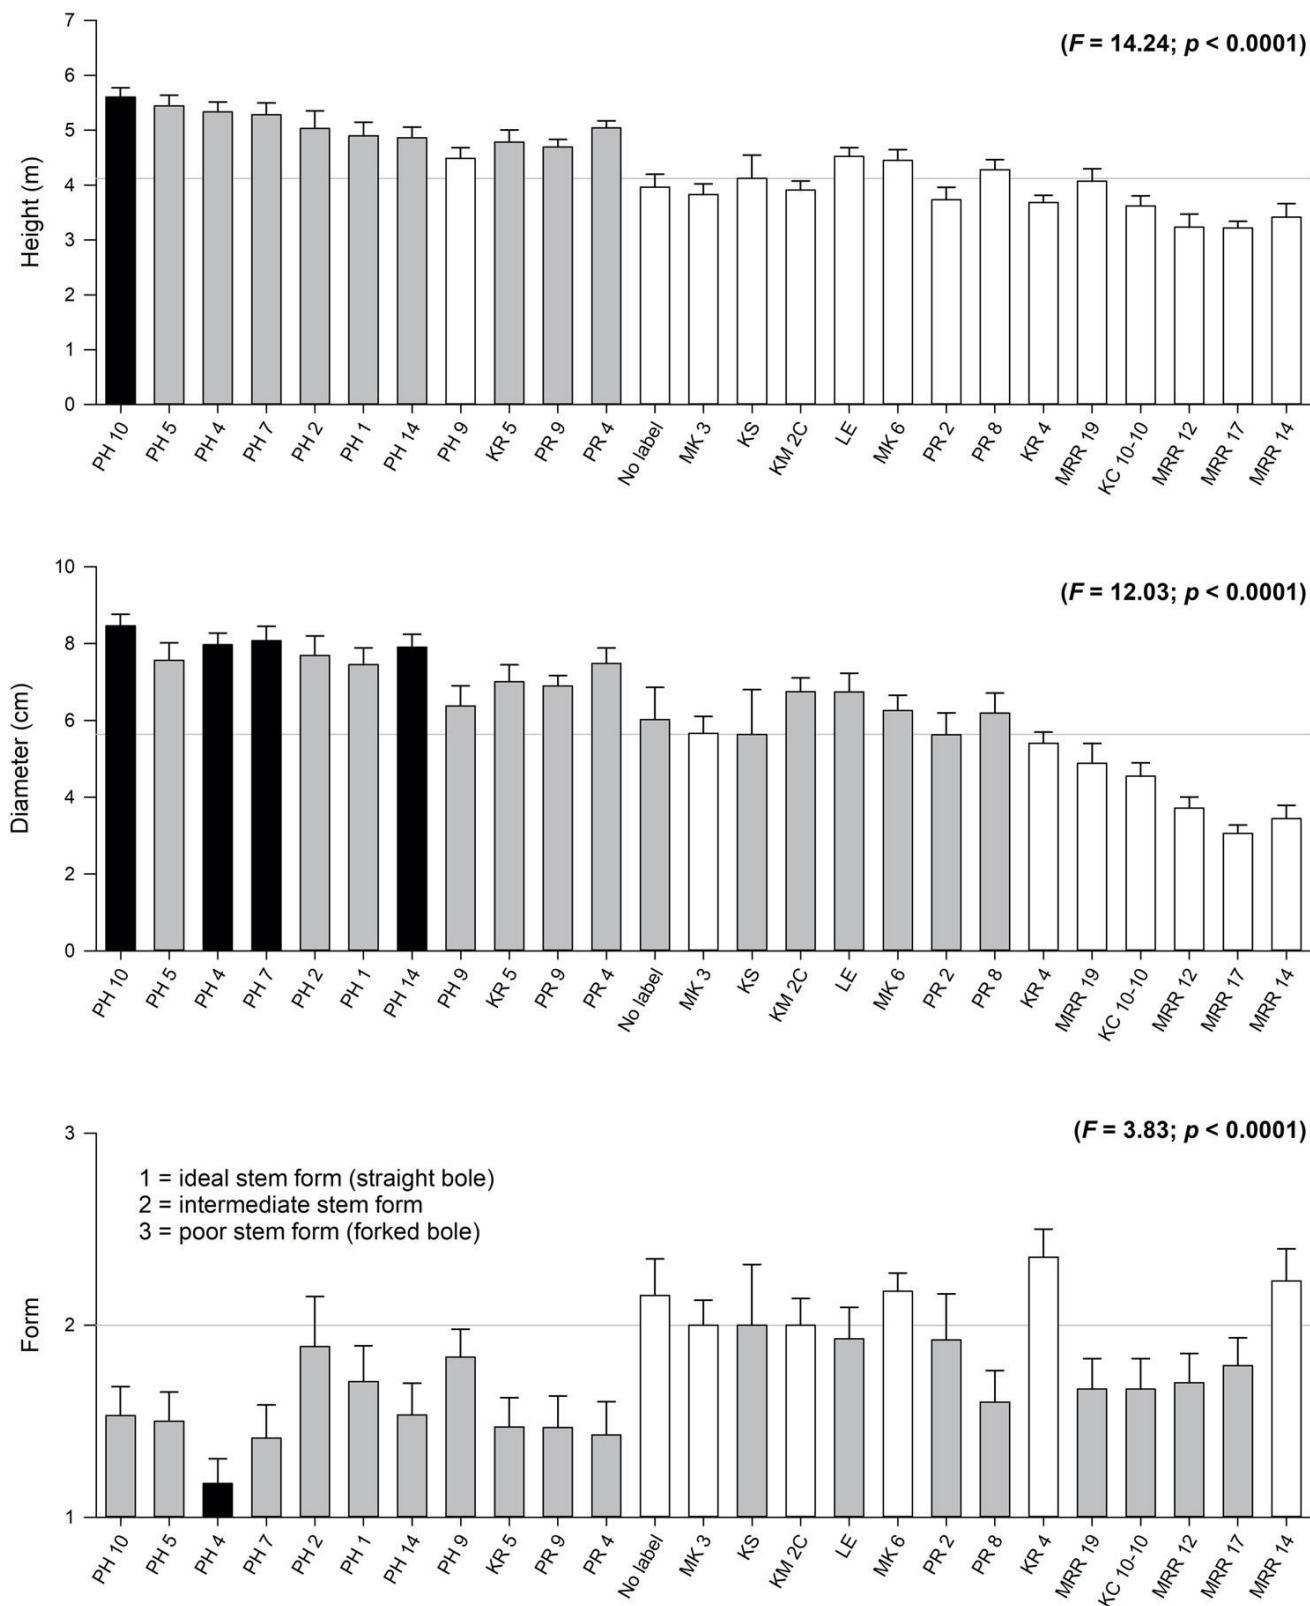 7
(F = 14.24; p < 0.0001)
6
5
4
3
2
1
0
Height (m)
PH 10 PH 5 PH 4 PH 7 PH 2 PH 1 PH 14 PH 9 KR 5 PR 9 PR 4 No label MK 3 KS KM 2C LE MK 6 PR 2 PR 8 KR 4 MRR 19 KC 10-10 MRR 12 MRR 17 MRR 14
10
(F = 12.03; p < 0.0001)
8
6
4
2
0
Diameter (cm)
PH 10 PH 5 PH 4 PH 7 PH 2 PH 1 PH 14 PH 9 KR 5 PR 9 PR 4 No label MK 3 KS KM 2C LE MK 6 PR 2 PR 8 KR 4 MRR 19 KC 10-10 MRR 12 MRR 17 MRR 14
3
(F = 3.83; p < 0.0001)
1 = ideal stem form (straight bole)
2 = intermediate stem form
3 = poor stem form (forked bole)
2
1
Form
PH 10 PH 5 PH 4 PH 7 PH 2 PH 1 PH 14 PH 9 KR 5 PR 9 PR 4 No label MK 3 KS KM 2C LE MK 6 PR 2 PR 8 KR 4 MRR 19 KC 10-10 MRR 12 MRR 17 MRR 14